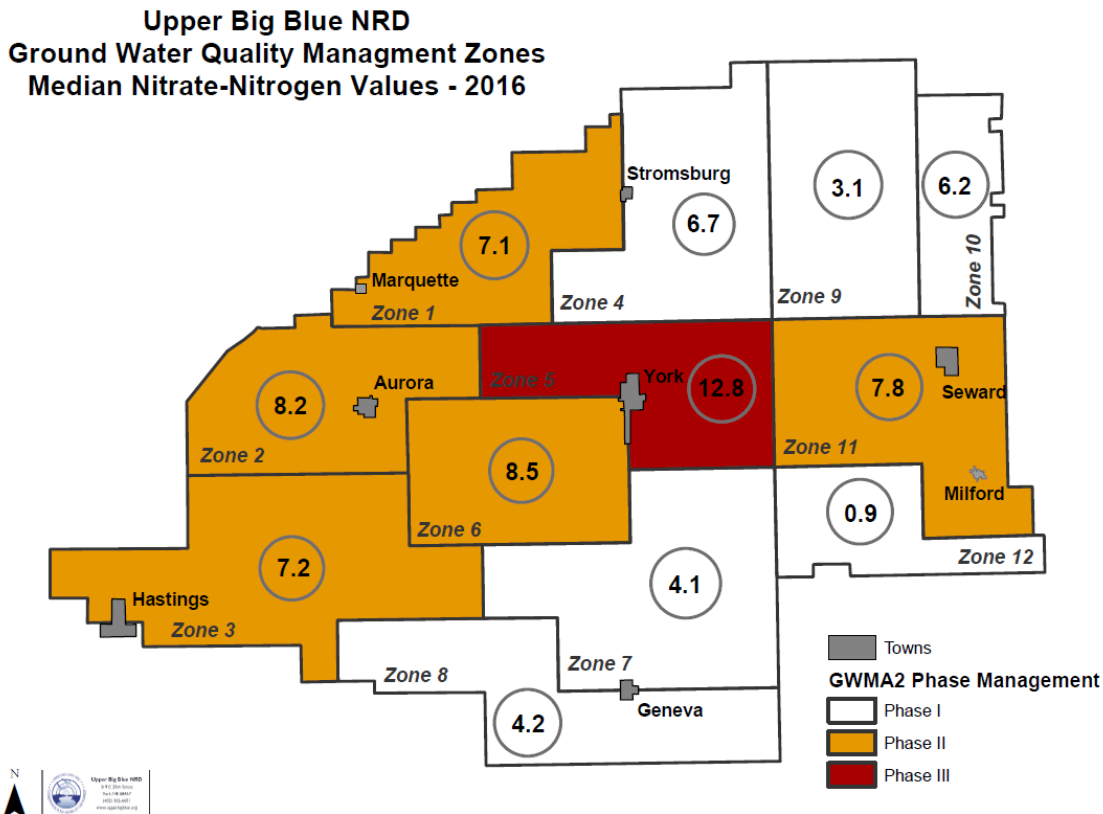 Upper Big Blue NRD
Ground Water Quality Managment Zones
Median Nitrate-Nitrogen Values - 2016
Stromsburg
6.7
3.1
6.2
7.1
Marquette
Zone 1
Zone 4
Zone 9
Zone 10
Aurora
8.2
Zone 2
Zone 5
York
12.8
7.8
Seward
Zone 11
8.5
Zone 6
Milford
0.9
Zone 12
7.2
Hastings
Zone 3
4.1
Zone 7
Zone 8
4.2
Geneva
Towns
GWMA2 Phase Management
Phase I
Phase II
Phase III
N
Upper Big Blue NRD